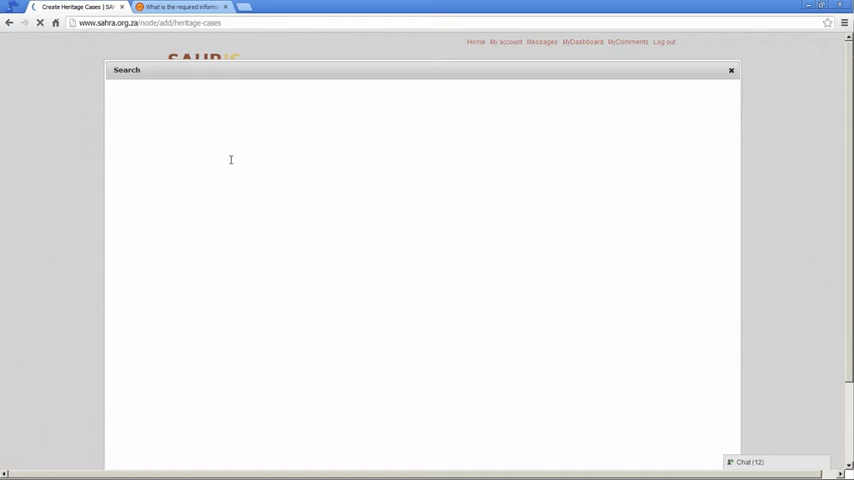 Create Heritage Cases | SA
What is the required inform
www.sahra.org.za/node/add/heritage-cases
Home My account Messages MyDashboard MyComments Log out
SAHRIS
Search
Chat (12)